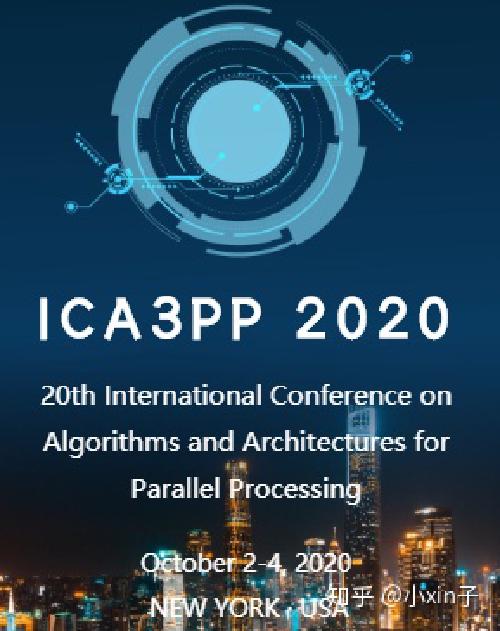 ICA3PP 2020
20th International Conference on
Algorithms and Architectures for
Parallel Processing
October 2-4, 2020
NEW YORK , USA
知乎 @小xin子